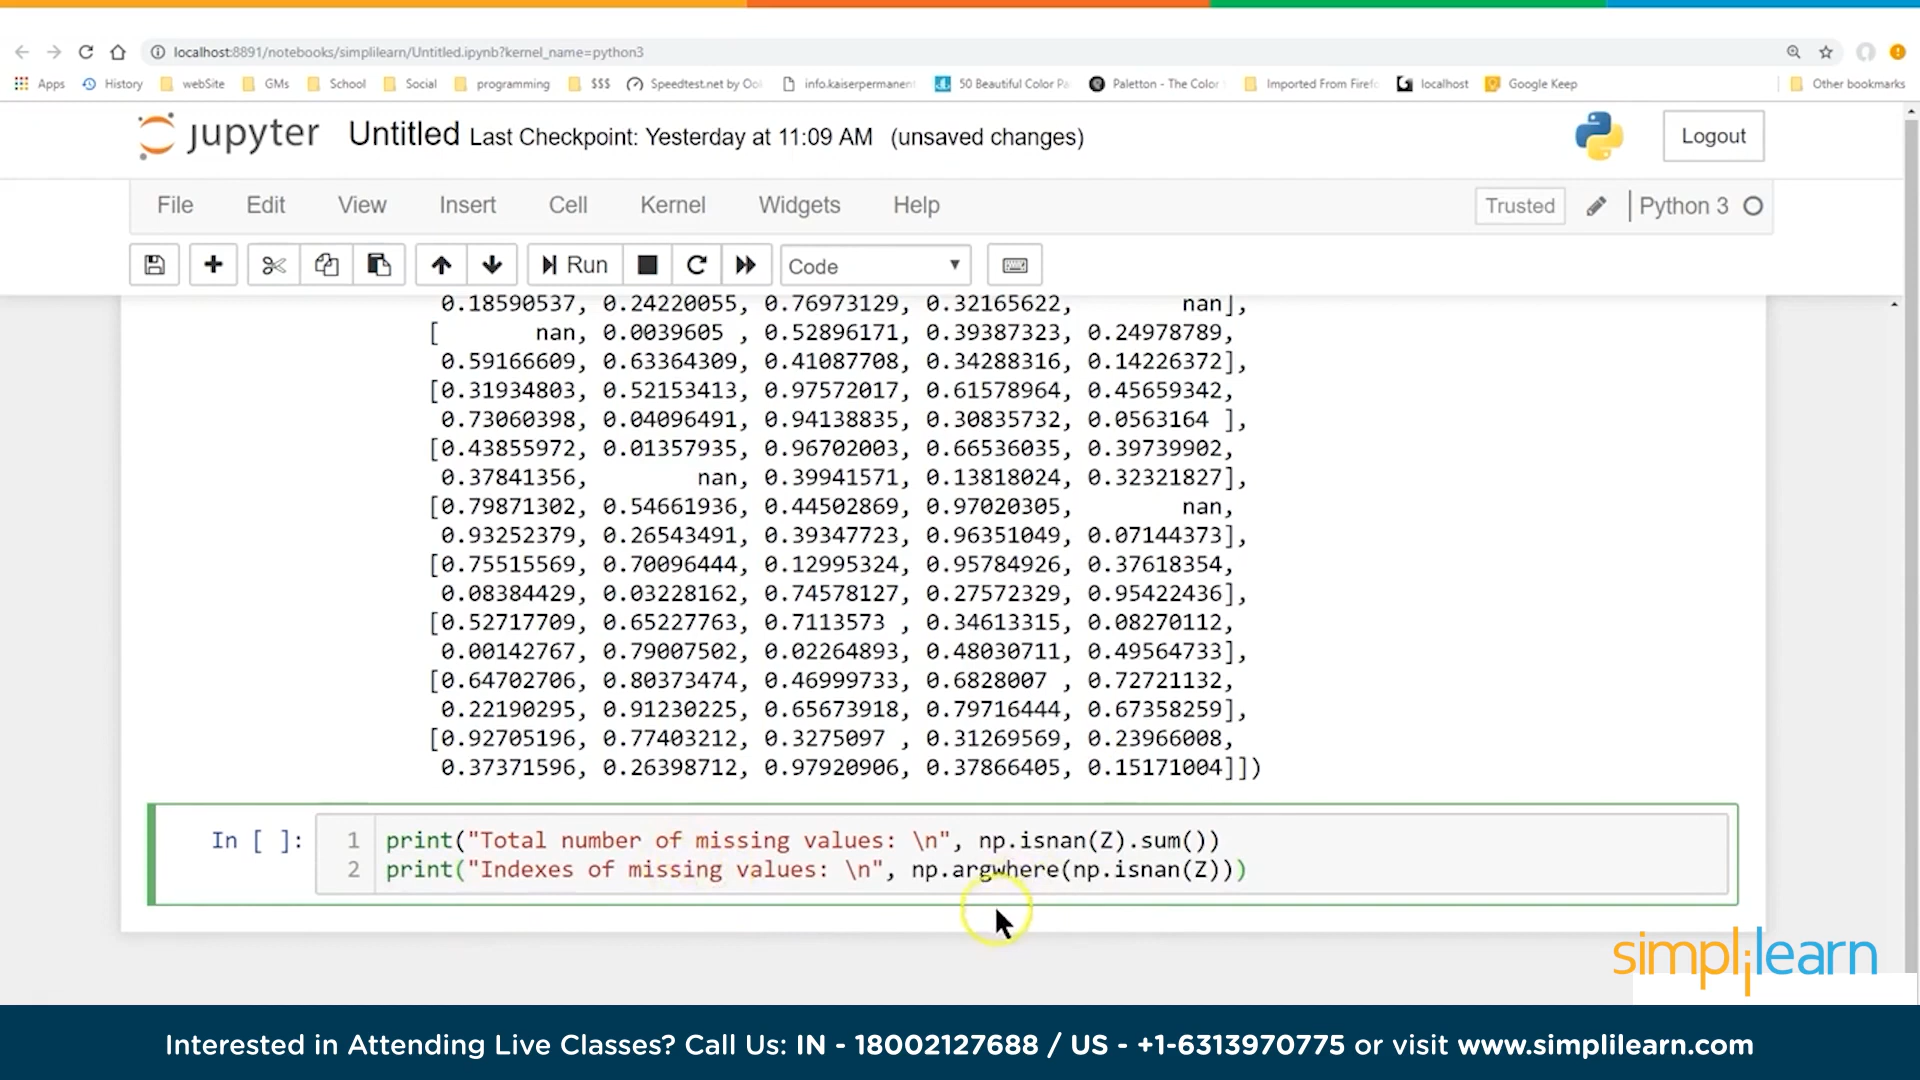 localhost:8891/notebooks/simplilearn/Untitled.ipynb?kernel_name=python3
Apps History webSite GMs School Social programming $$$ Speedtest.net by Ook info.kaiserpermanent 50 Beautiful Color Pa Paletton - The Color Imported From Firefo localhost Google Keep Other bookmarks
jupyter Untitled Last Checkpoint: Yesterday at 11:09 AM (unsaved changes) Logout
File Edit View Insert Cell Kernel Widgets Help Trusted Python 3
Run Code
0.18590537, 0.24220055, 0.76973129, 0.32165622, nan],
[ nan, 0.0039605 , 0.52896171, 0.39387323, 0.24978789,
0.59166609, 0.63364309, 0.41087708, 0.34288316, 0.14226372],
[0.31934803, 0.52153413, 0.97572017, 0.61578964, 0.45659342,
0.73060398, 0.04096491, 0.94138835, 0.30835732, 0.0563164 ],
[0.43855972, 0.01357935, 0.96702003, 0.66536035, 0.39739902,
0.37841356, nan, 0.39941571, 0.13818024, 0.32321827],
[0.79871302, 0.54661936, 0.44502869, 0.97020305, nan,
0.93252379, 0.26543491, 0.39347723, 0.96351049, 0.07144373],
[0.75515569, 0.70096444, 0.12995324, 0.95784926, 0.37618354,
0.08384429, 0.03228162, 0.74578127, 0.27572329, 0.95422436],
[0.52717709, 0.65227763, 0.7113573 , 0.34613315, 0.08270112,
0.00142767, 0.79007502, 0.02264893, 0.48030711, 0.49564733],
[0.64702706, 0.80373474, 0.46999733, 0.6828007 , 0.72721132,
0.22190295, 0.91230225, 0.65673918, 0.79716444, 0.67358259],
[0.92705196, 0.77403212, 0.3275097 , 0.31269569, 0.23966008,
0.37371596, 0.26398712, 0.97920906, 0.37866405, 0.15171004]])
In [ ]: 1 print("Total number of missing values: \n", np.isnan(Z).sum())
2 print("Indexes of missing values: \n", np.argwhere(np.isnan(Z)))
simplilearn
Interested in Attending Live Classes? Call Us: IN - 18002127688 / US - +1-6313970775 or visit www.simplilearn.com